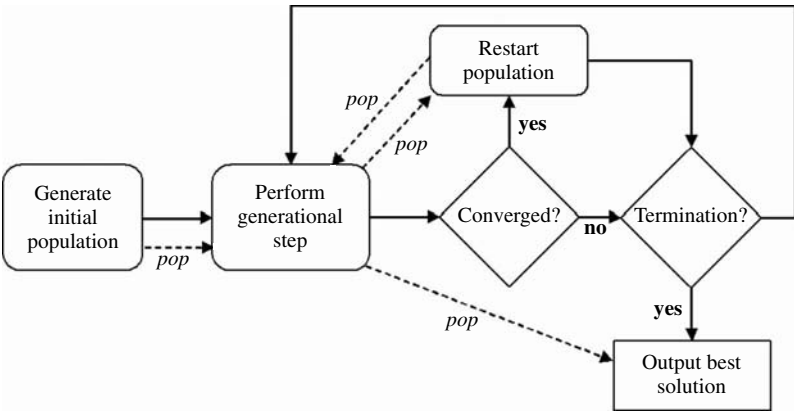 Restart
population
pop
pop
yes
Generate
initial
population
Perform
generational
step
Converged?
no
Termination?
pop
pop
yes
Output best
solution